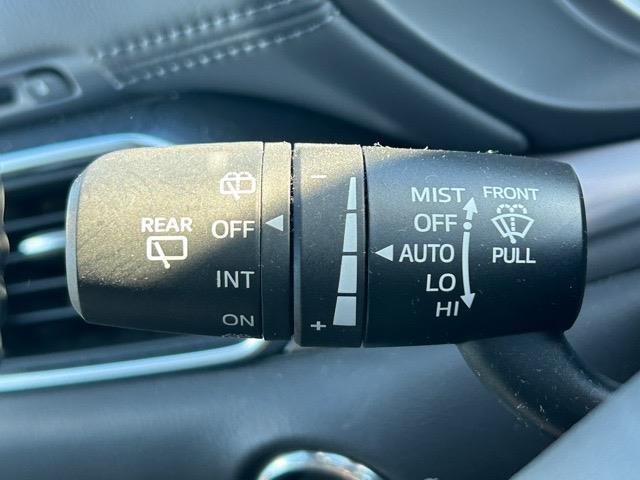 REAR
OFF
INT
ON
−
+
MIST
OFF
AUTO
LO
HI
FRONT
PULL